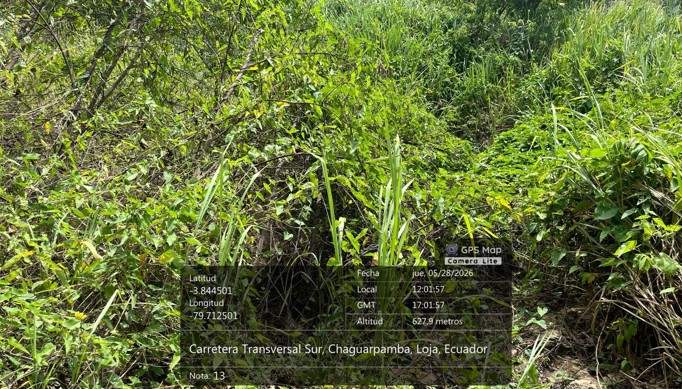 GPS Map
Camera Lite
Latitud
-3.844501
Longitud
-79.712501
Fecha jue, 05/28/2026
Local 12:01:57
GMT 17:01:57
Altitud 627.9 metros
Carretera Transversal Sur, Chaguarpamba, Loja, Ecuador
Nota: 13